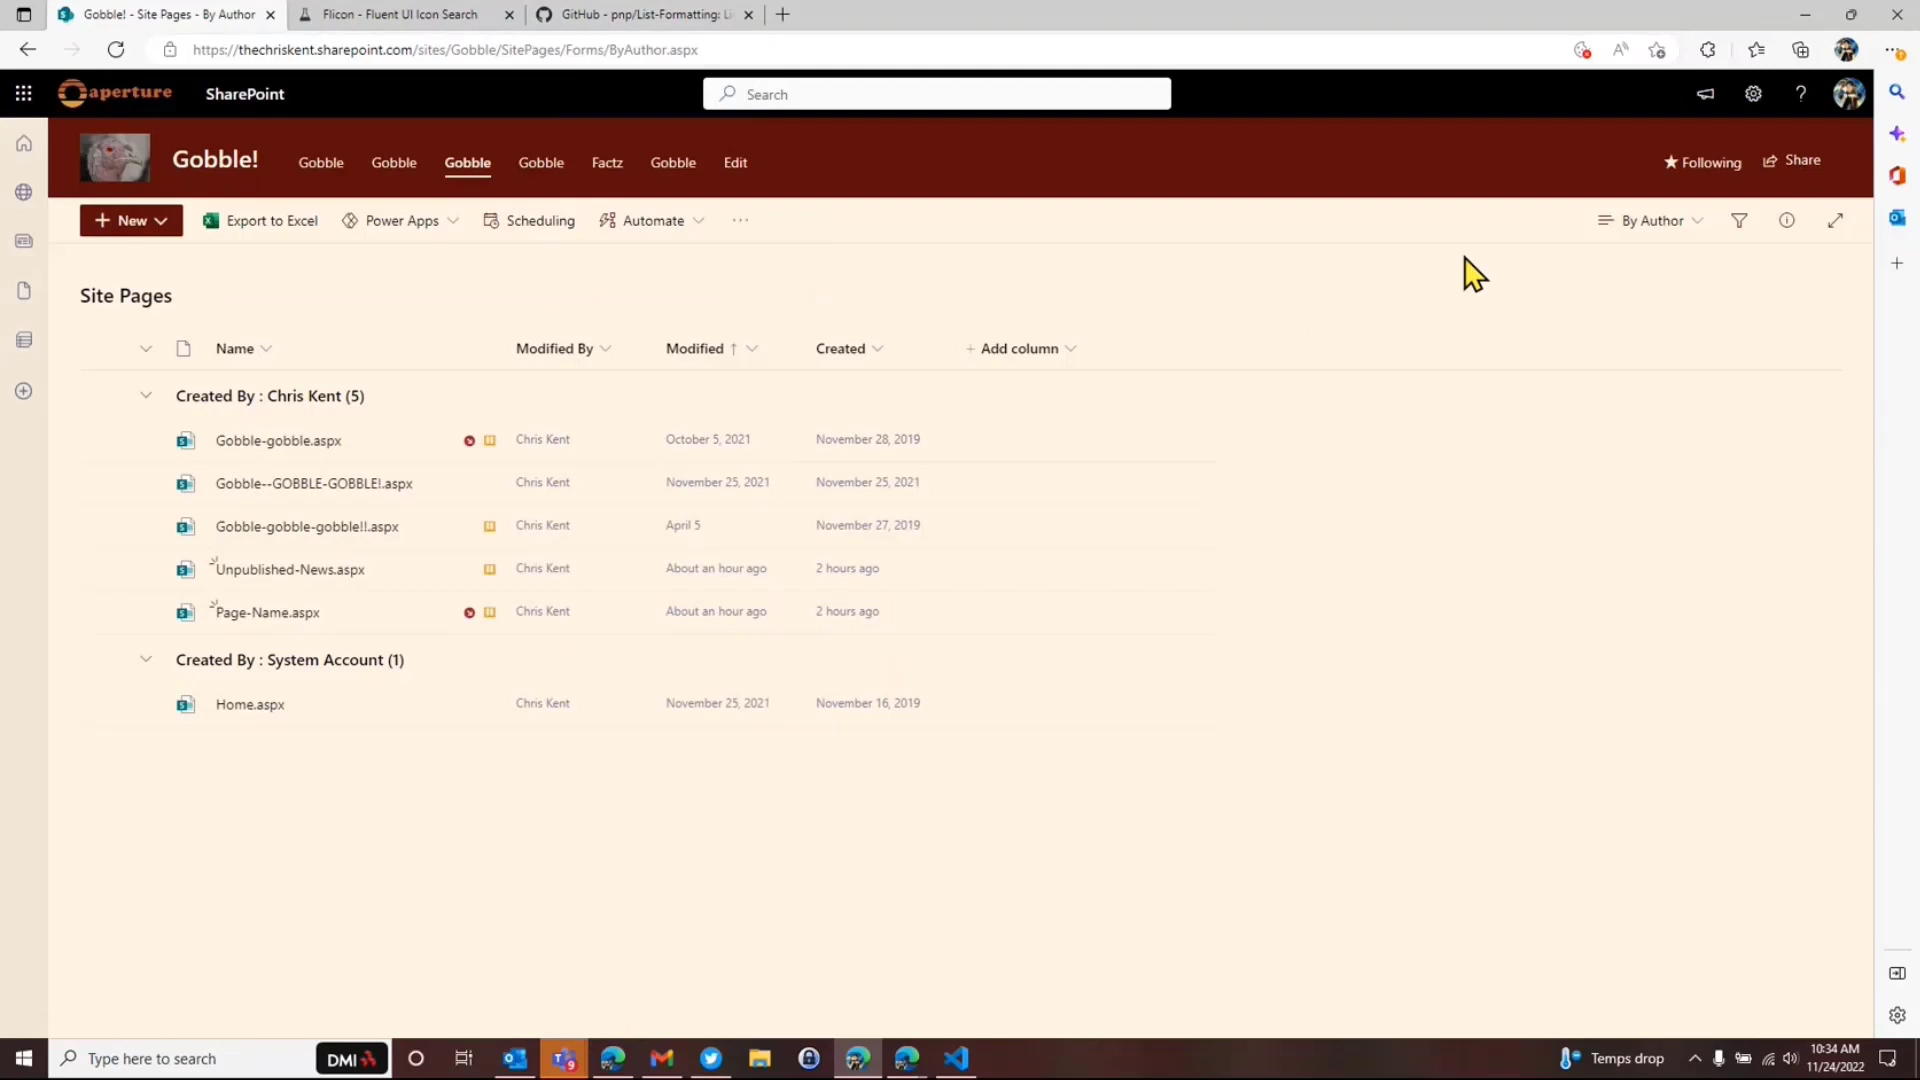 Gobble! - Site Pages - By Author
Flicon - Fluent UI Icon Search
GitHub - pnp/List-Formatting: Li
https://thechriskent.sharepoint.com/sites/Gobble/SitePages/Forms/ByAuthor.aspx
aperture
SharePoint
Search
Gobble!
Gobble
Gobble
Gobble
Gobble
Factz
Gobble
Edit
Following
Share
New
Export to Excel
Power Apps
Scheduling
Automate
By Author
Site Pages
Name
Modified By
Modified
Created
Add column
Created By : Chris Kent (5)
Gobble-gobble.aspx
Chris Kent
October 5, 2021
November 28, 2019
Gobble--GOBBLE-GOBBLE!.aspx
Chris Kent
November 25, 2021
November 25, 2021
Gobble-gobble-gobble!!.aspx
Chris Kent
April 5
November 27, 2019
Unpublished-News.aspx
Chris Kent
About an hour ago
2 hours ago
Page-Name.aspx
Chris Kent
About an hour ago
2 hours ago
Created By : System Account (1)
Home.aspx
Chris Kent
November 25, 2021
November 16, 2019
Type here to search
DMI
9
Temps drop
10:34 AM
11/24/2022